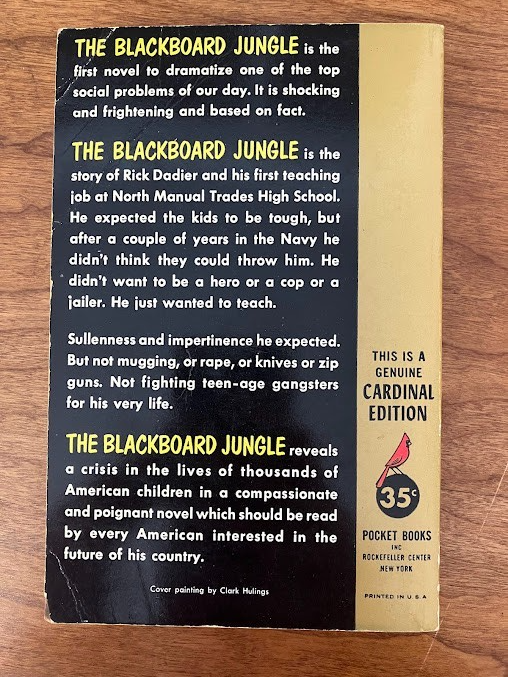 THE BLACKBOARD JUNGLE is the
first novel to dramatize one of the top
social problems of our day. It is shocking
and frightening and based on fact.
THE BLACKBOARD JUNGLE is the
story of Rick Dadier and his first teaching
job at North Manual Trades High School.
He expected the kids to be tough, but
after a couple of years in the Navy he
didn't think they could throw him. He
didn't want to be a hero or a cop or a
jailer. He just wanted to teach.
Sullenness and impertinence he expected.
But not mugging, or rape, or knives or zip
guns. Not fighting teen-age gangsters
for his very life.
THE BLACKBOARD JUNGLE reveals
a crisis in the lives of thousands of
American children in a compassionate
and poignant novel which should be read
by every American interested in the
future of his country.
Cover painting by Clark Hulings
THIS IS A
GENUINE
CARDINAL
EDITION
35c
POCKET BOOKS
INC
ROCKEFELLER CENTER
NEW YORK
PRINTED IN U.S.A